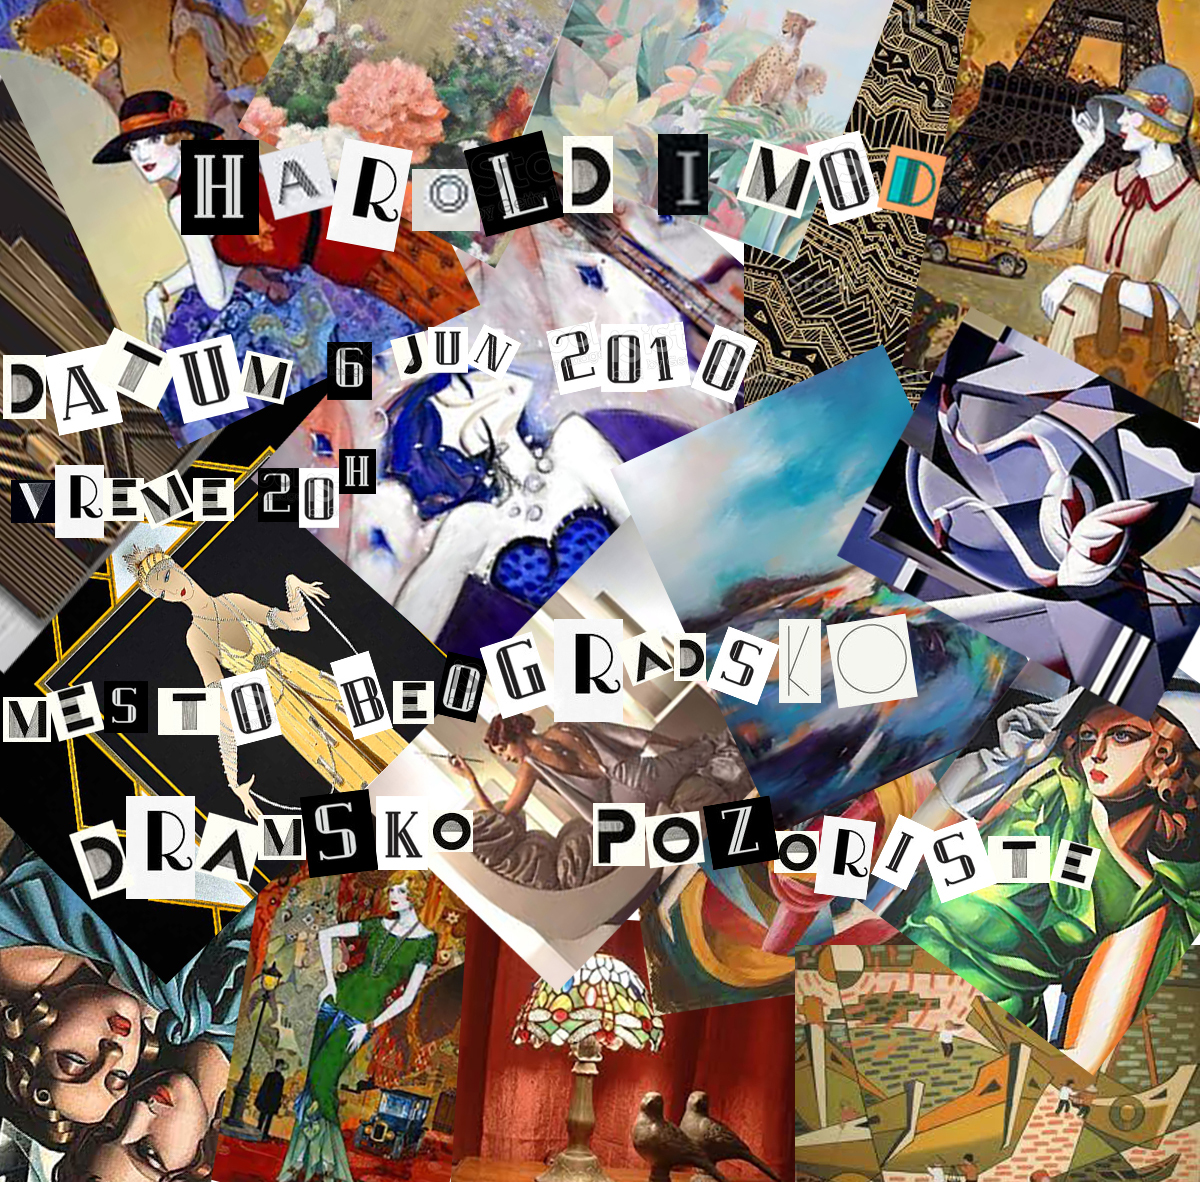 HAROLD I MOD
DATUM 6 JUN 2010
VREME 20H
MESTO BEOGRADSKO
DRAMSKO POZORISTE